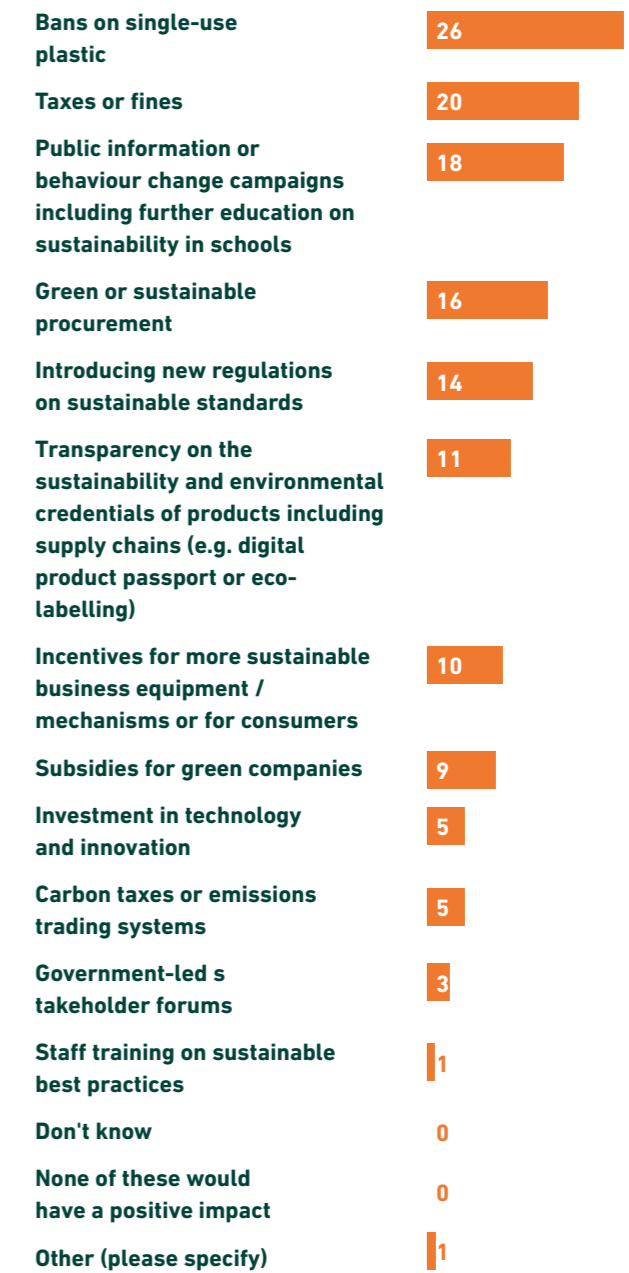 Bans on single-use
plastic
26
Taxes or fines
20
Public information or
behaviour change campaigns
including further education on
sustainability in schools
18
Green or sustainable
procurement
16
Introducing new regulations
on sustainable standards
14
Transparency on the
sustainability and environmental
credentials of products including
supply chains (e.g. digital
product passport or eco-
labelling)
11
Incentives for more sustainable
business equipment /
mechanisms or for consumers
10
Subsidies for green companies
9
Investment in technology
and innovation
5
Carbon taxes or emissions
trading systems
5
Government-led s
takeholder forums
3
Staff training on sustainable
best practices
1
Don't know
0
None of these would
have a positive impact
0
Other (please specify)
1